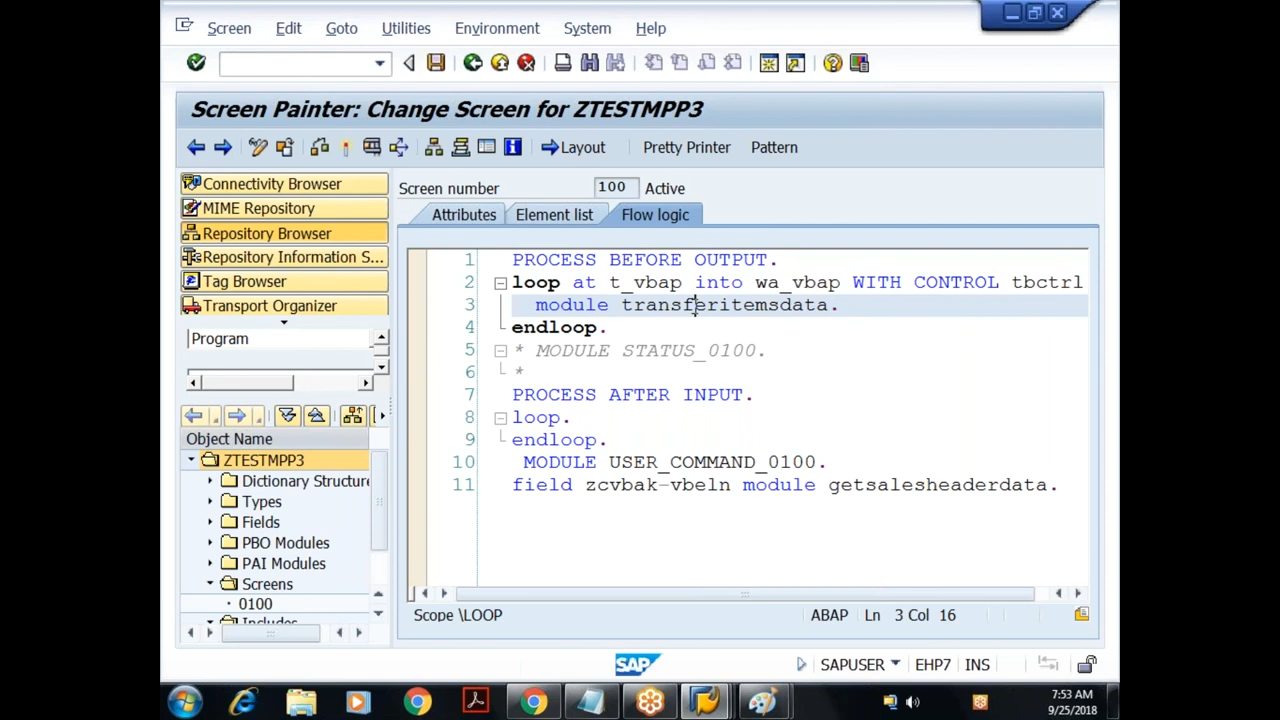 Screen Edit Goto Utilities Environment System Help
Screen Painter: Change Screen for ZTESTMPP3
Layout Pretty Printer Pattern
Connectivity Browser
MIME Repository
Repository Browser
Repository Information S...
Tag Browser
Transport Organizer
Program
Object Name
ZTESTMPP3
Dictionary Structure
Types
Fields
PBO Modules
PAI Modules
Screens
0100
Includes
Screen number 100 Active
Attributes Element list Flow logic
1 PROCESS BEFORE OUTPUT.
2 loop at t_vbap into wa_vbap WITH CONTROL tbctrl
3 module transferitemsdata.
4 endloop.
5 * MODULE STATUS_0100.
6 *
7 PROCESS AFTER INPUT.
8 loop.
9 endloop.
10 MODULE USER_COMMAND_0100.
11 field zcvbak-vbeln module getsalesheaderdata.
Scope \LOOP ABAP Ln 3 Col 16
SAP SAPUSER EHP7 INS
7:53 AM
9/25/2018